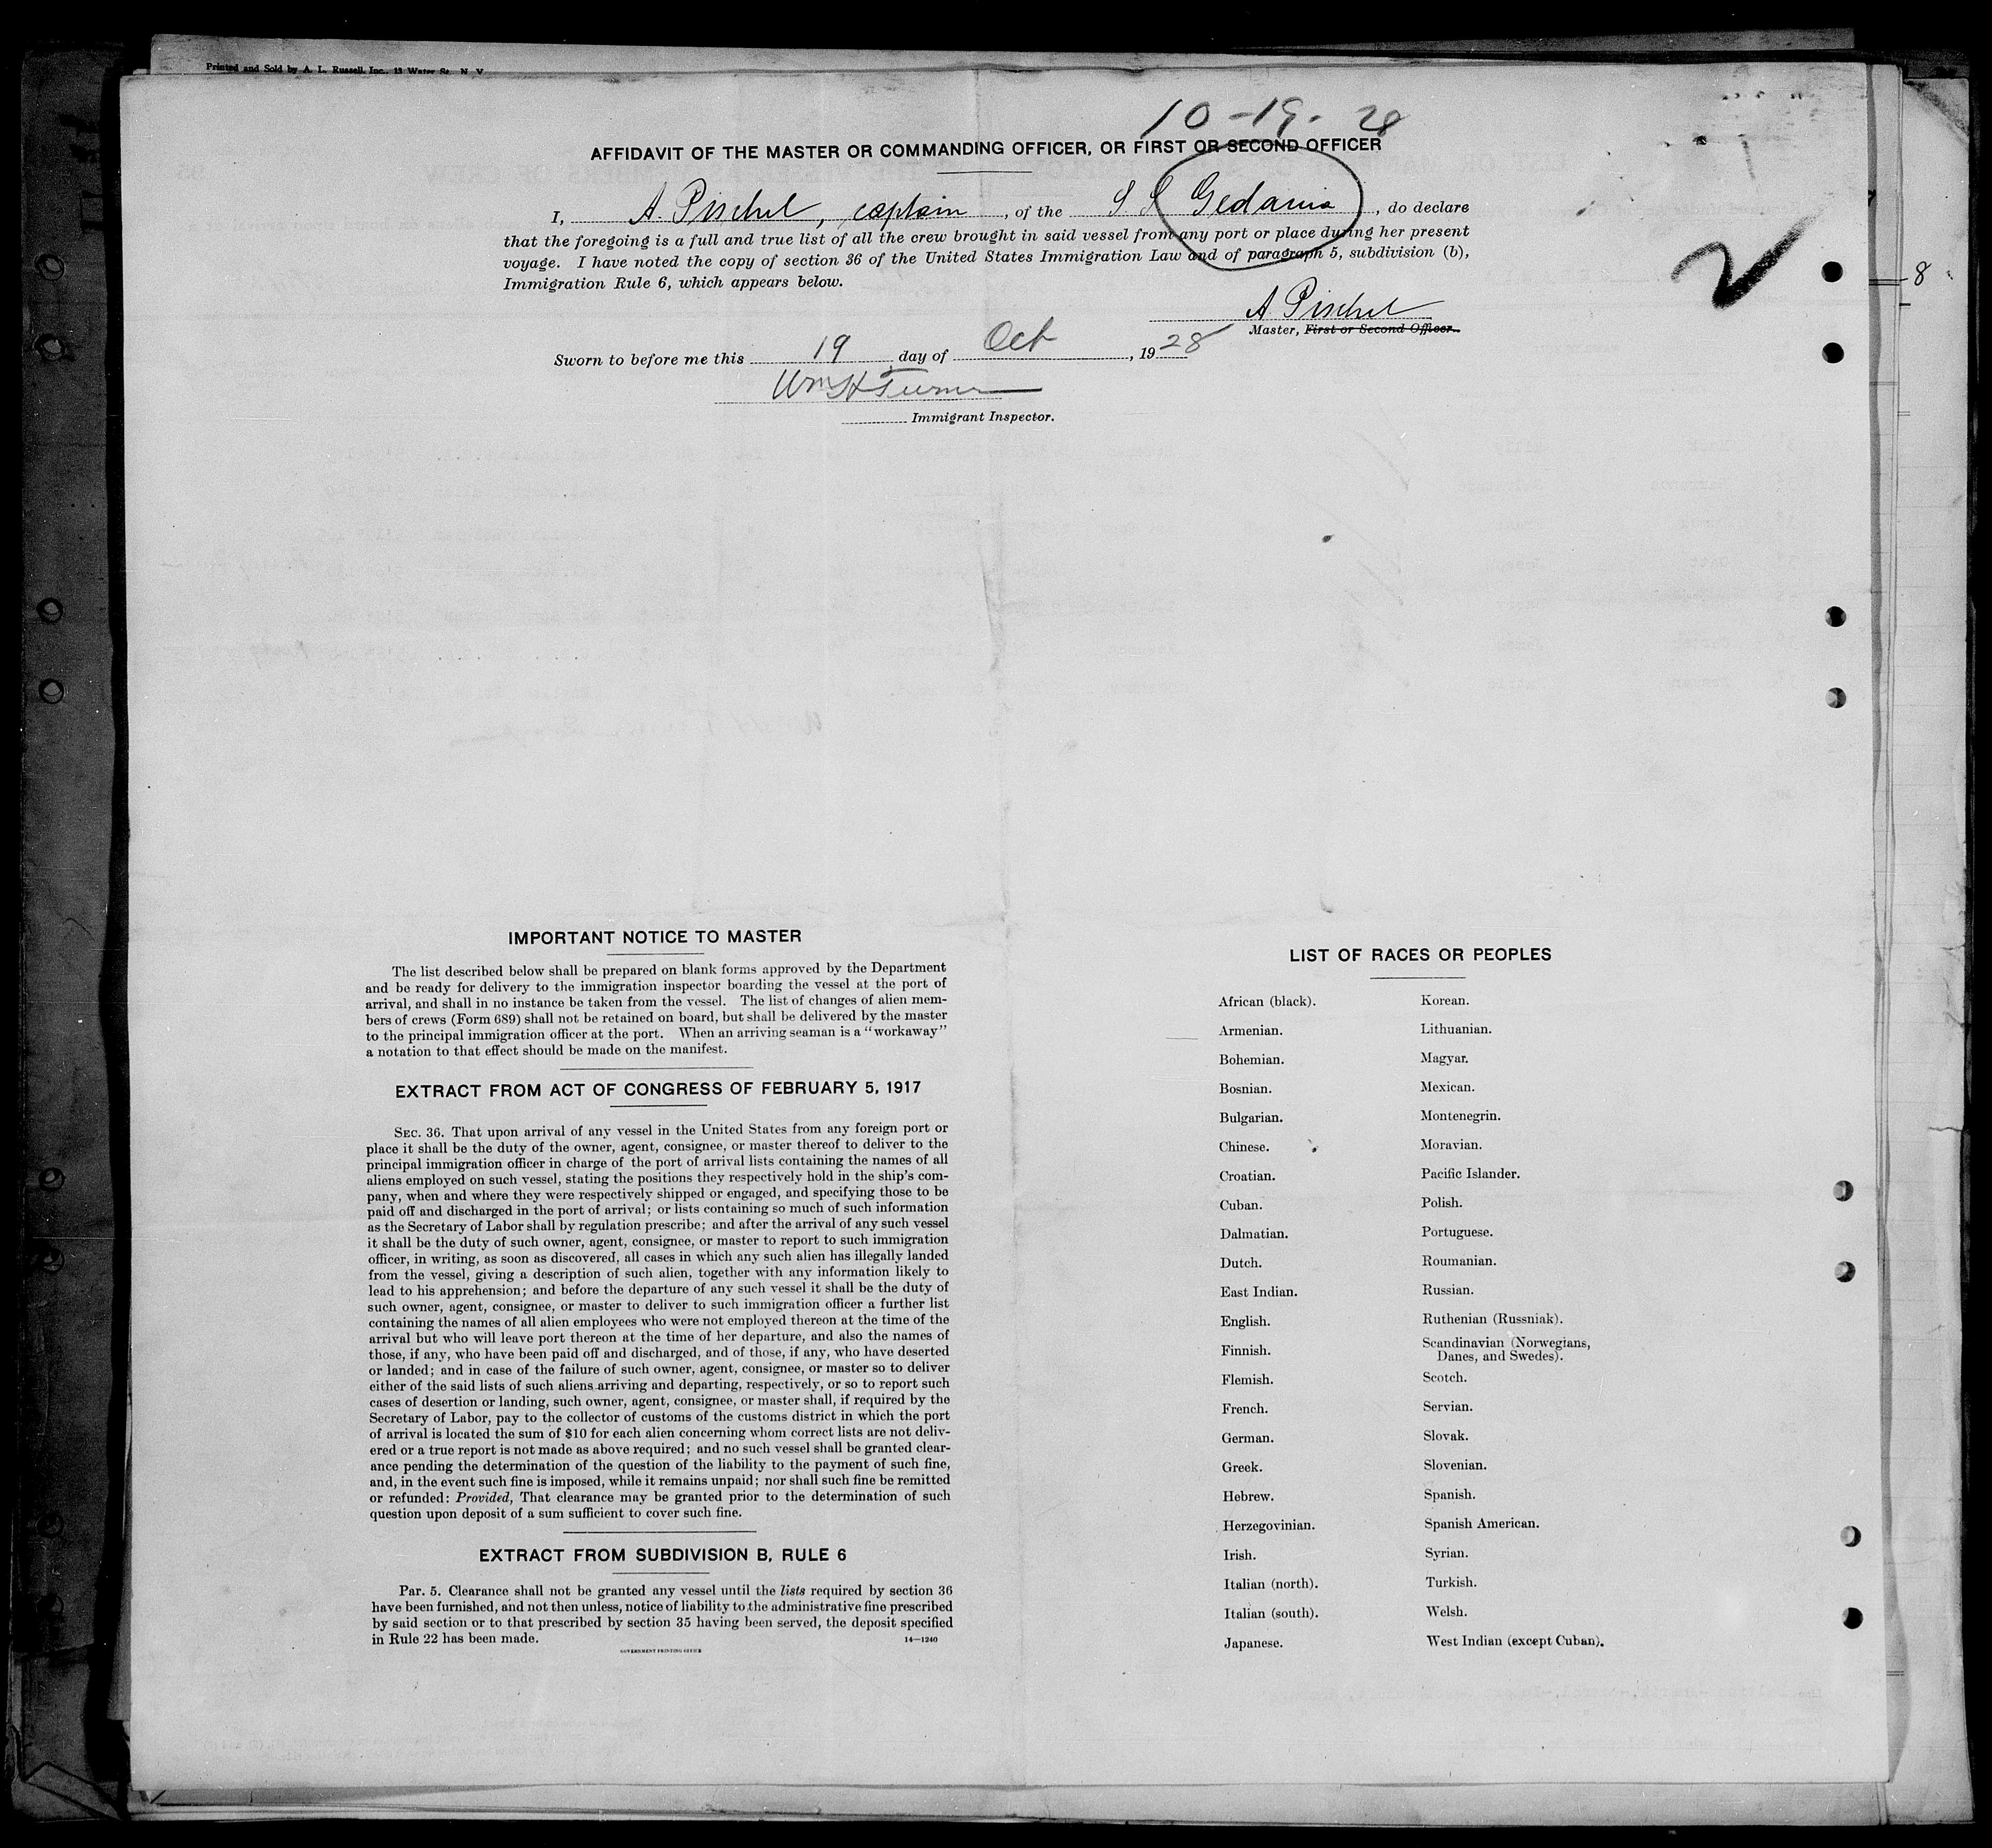 Printed and Sold by A. L. Russell, Inc., 13 Water St. N. Y.
10-19-28
AFFIDAVIT OF THE MASTER OR COMMANDING OFFICER, OR FIRST OR SECOND OFFICER
I, A. Pischel, captain, of the S S Gedania, do declare
that the foregoing is a full and true list of all the crew brought in said vessel from any port or place during her present
voyage. I have noted the copy of section 36 of the United States Immigration Law and of paragraph 5, subdivision (b),
Immigration Rule 6, which appears below.
2
8
A Pischel
Master, First or Second Officer.
Sworn to before me this 19 day of Oct, 1928
Wm H Turner
Immigrant Inspector.
IMPORTANT NOTICE TO MASTER
The list described below shall be prepared on blank forms approved by the Department
and be ready for delivery to the immigration inspector boarding the vessel at the port of
arrival, and shall in no instance be taken from the vessel. The list of changes of alien mem-
bers of crews (Form 689) shall not be retained on board, but shall be delivered by the master
to the principal immigration officer at the port. When an arriving seaman is a "workaway"
a notation to that effect should be made on the manifest.
EXTRACT FROM ACT OF CONGRESS OF FEBRUARY 5, 1917
SEC. 36. That upon arrival of any vessel in the United States from any foreign port or
place it shall be the duty of the owner, agent, consignee, or master thereof to deliver to the
principal immigration officer in charge of the port of arrival lists containing the names of all
aliens employed on such vessel, stating the positions they respectively hold in the ship's com-
pany, when and where they were respectively shipped or engaged, and specifying those to be
paid off and discharged in the port of arrival; or lists containing so much of such information
as the Secretary of Labor shall by regulation prescribe; and after the arrival of any such vessel
it shall be the duty of such owner, agent, consignee, or master to report to such immigration
officer, in writing, as soon as discovered, all cases in which any such alien has illegally landed
from the vessel, giving a description of such alien, together with any information likely to
lead to his apprehension; and before the departure of any such vessel it shall be the duty of
such owner, agent, consignee, or master to deliver to such immigration officer a further list
containing the names of all alien employees who were not employed thereon at the time of the
arrival but who will leave port thereon at the time of her departure, and also the names of
those, if any, who have been paid off and discharged, and of those, if any, who have deserted
or landed; and in case of the failure of such owner, agent, consignee, or master so to deliver
either of the said lists of such aliens arriving and departing, respectively, or so to report such
cases of desertion or landing, such owner, agent, consignee, or master shall, if required by the
Secretary of Labor, pay to the collector of customs of the customs district in which the port
of arrival is located the sum of $10 for each alien concerning whom correct lists are not deliv-
ered or a true report is not made as above required; and no such vessel shall be granted clear-
ance pending the determination of the question of the liability to the payment of such fine,
and, in the event such fine is imposed, while it remains unpaid; nor shall such fine be remitted
or refunded: Provided, That clearance may be granted prior to the determination of such
question upon deposit of a sum sufficient to cover such fine.
EXTRACT FROM SUBDIVISION B, RULE 6
Par. 5. Clearance shall not be granted any vessel until the lists required by section 36
have been furnished, and not then unless, notice of liability to the administrative fine prescribed
by said section or to that prescribed by section 35 having been served, the deposit specified
in Rule 22 has been made.
14—1240
GOVERNMENT PRINTING OFFICE
LIST OF RACES OR PEOPLES
African (black).
Armenian.
Bohemian.
Bosnian.
Bulgarian.
Chinese.
Croatian.
Cuban.
Dalmatian.
Dutch.
East Indian.
English.
Finnish.
Flemish.
French.
German.
Greek.
Hebrew.
Herzegovinian.
Irish.
Italian (north).
Italian (south).
Japanese.
Korean.
Lithuanian.
Magyar.
Mexican.
Montenegrin.
Moravian.
Pacific Islander.
Polish.
Portuguese.
Roumanian.
Russian.
Ruthenian (Russniak).
Scandinavian (Norwegians,
Danes, and Swedes).
Scotch.
Servian.
Slovak.
Slovenian.
Spanish.
Spanish American.
Syrian.
Turkish.
Welsh.
West Indian (except Cuban).